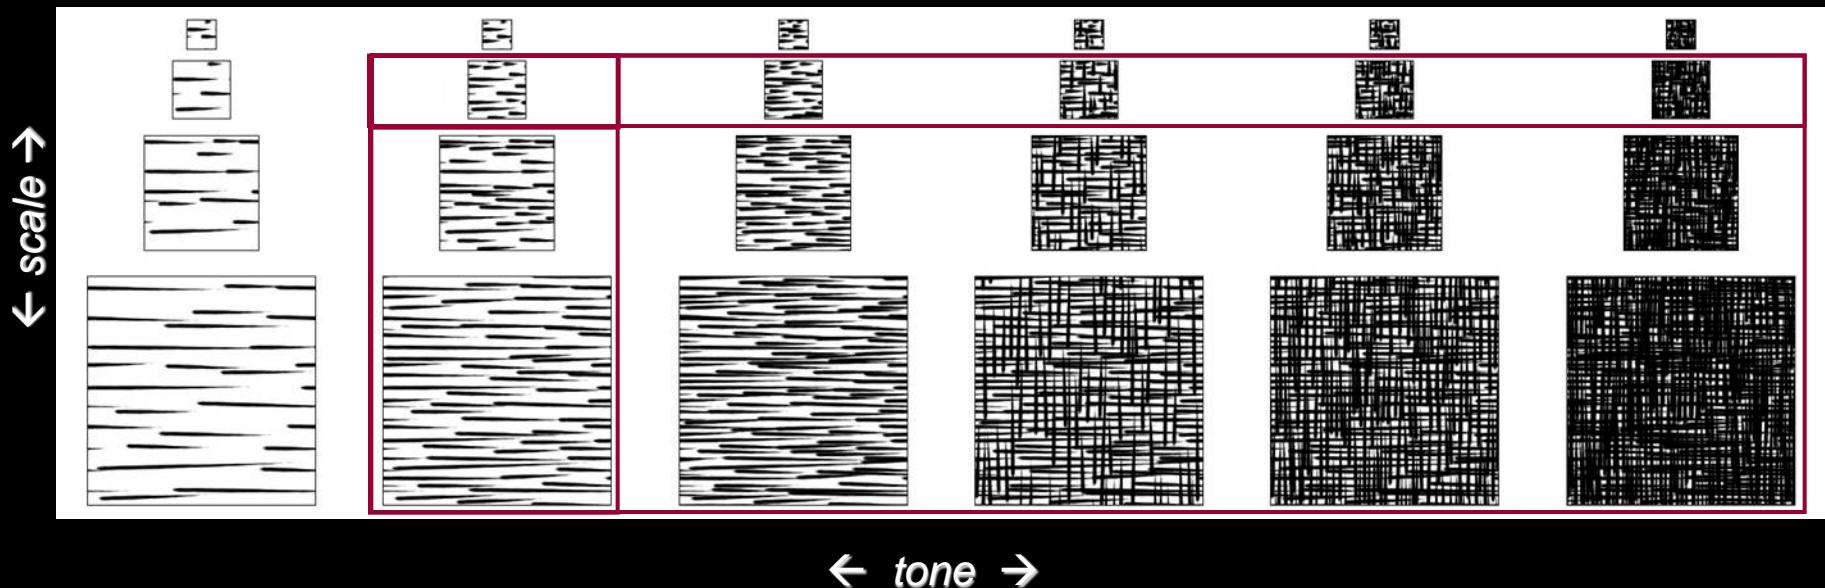 ← scale →
← tone →